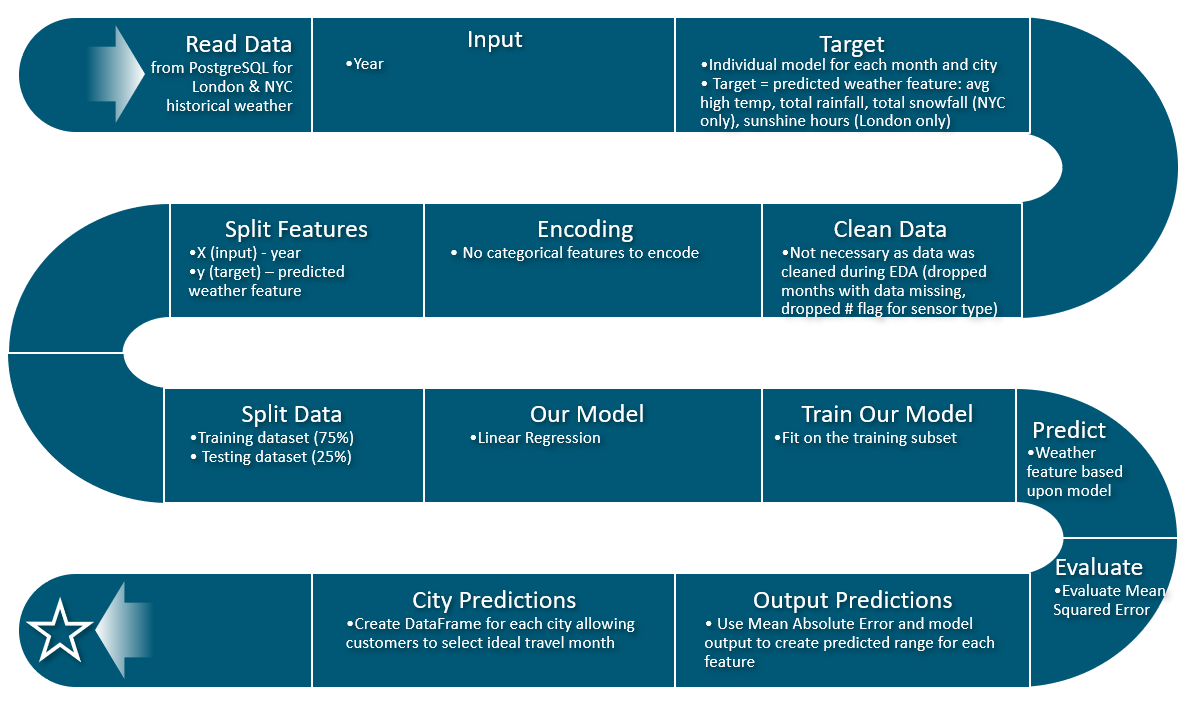 Read Data
from PostgreSQL for
London & NYC
historical weather
Input
•Year
Target
•Individual model for each month and city
• Target = predicted weather feature: avg
high temp, total rainfall, total snowfall (NYC
only), sunshine hours (London only)
Clean Data
•Not necessary as data was
cleaned during EDA (dropped
months with data missing,
dropped # flag for sensor type)
Encoding
• No categorical features to encode
Split Features
•X (input) - year
•y (target) – predicted
weather feature
Split Data
•Training dataset (75%)
• Testing dataset (25%)
Our Model
•Linear Regression
Train Our Model
•Fit on the training subset
Predict
•Weather
feature based
upon model
Evaluate
•Evaluate Mean
Squared Error
Output Predictions
• Use Mean Absolute Error and model
output to create predicted range for each
feature
City Predictions
•Create DataFrame for each city allowing
customers to select ideal travel month